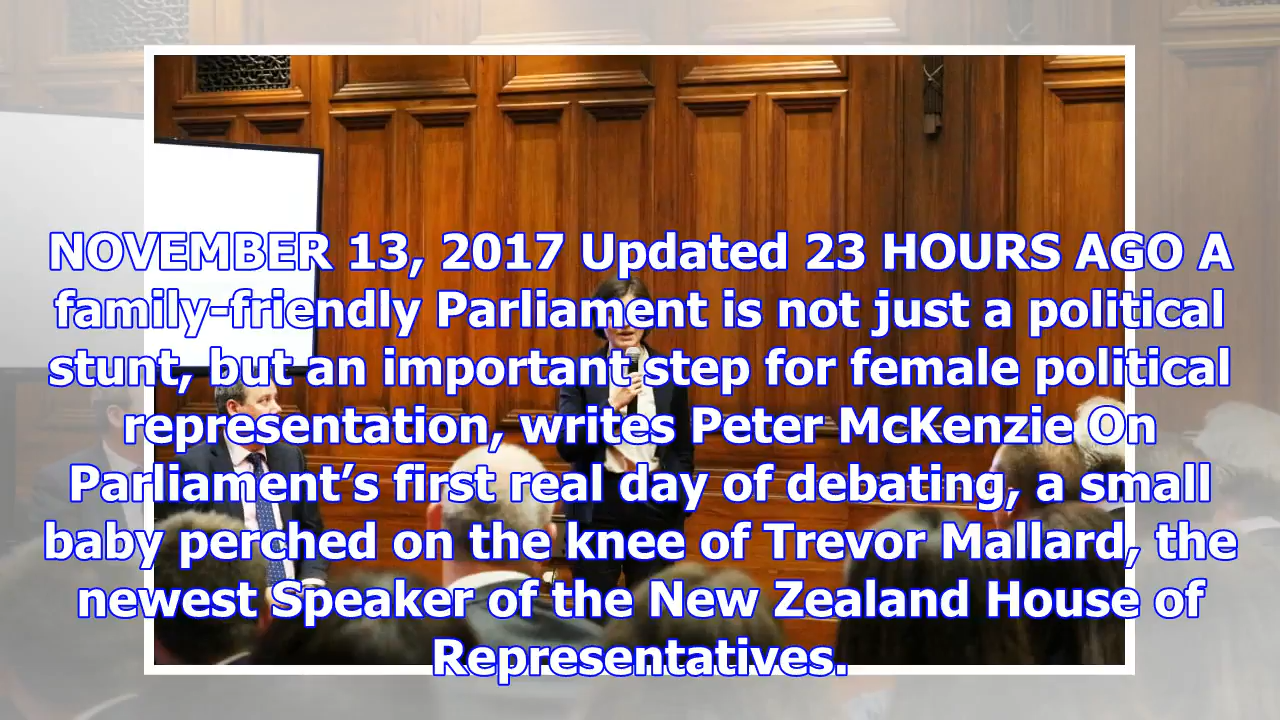 NOVEMBER 13, 2017 Updated 23 HOURS AGO A
family-friendly Parliament is not just a political
stunt, but an important step for female political
representation, writes Peter McKenzie On
Parliament’s first real day of debating, a small
baby perched on the knee of Trevor Mallard, the
newest Speaker of the New Zealand House of
Representatives.